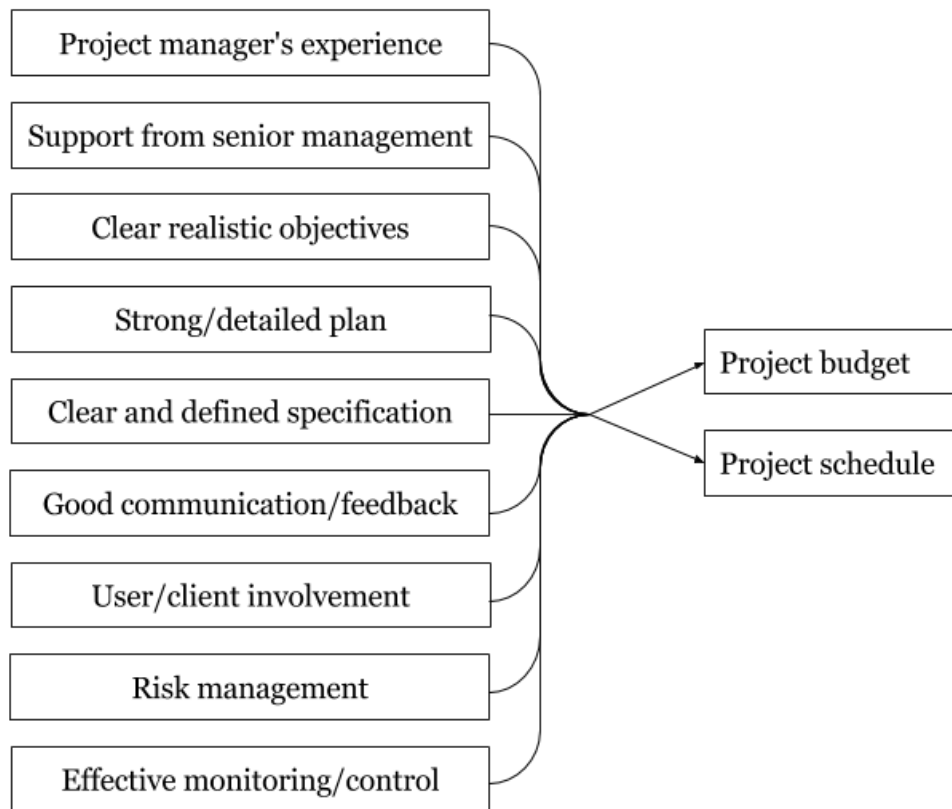 Project manager's experience
Support from senior management
Clear realistic objectives
Strong/detailed plan
Clear and defined specification
Good communication/feedback
User/client involvement
Risk management
Effective monitoring/control
Project budget
Project schedule